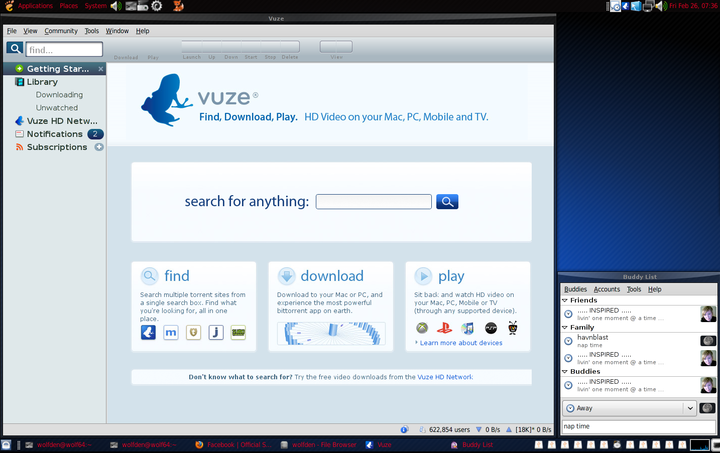 Applications Places System
Fri Feb 26, 07:36
Vuze
File View Community Tools Window Help
find...
Download Play Launch Up Down Start Stop Delete View
Getting Star...
Library
Downloading
Unwatched
Vuze HD Netw...
Notifications 2
Subscriptions
vuze®
Find, Download, Play. HD Video on your Mac, PC, Mobile and TV.
search for anything:
find
Search multiple torrent sites from
a single search box. Find what
you're looking for, all in one
place.
download
Download to your Mac or PC, and
experience the most powerful
bittorrent app on earth.
play
Sit back and watch HD video on
your Mac, PC, Mobile or TV
(through any supported device).
Learn more about devices
Don't know what to search for? Try the free video downloads from the Vuze HD Network:
622,854 users 0 B/s [18K]* 0 B/s
Buddy List
Buddies Accounts Tools Help
Friends
..... INSPIRED .....
livin' one moment @ a time ...
Family
havnblast
nap time
..... INSPIRED .....
livin' one moment @ a time ...
Buddies
..... INSPIRED .....
livin' one moment @ a time ...
Away
nap time
wolfden@wolf64:~ wolfden@wolf64:~ Facebook | Official S... wolfden - File Browser Vuze Buddy List